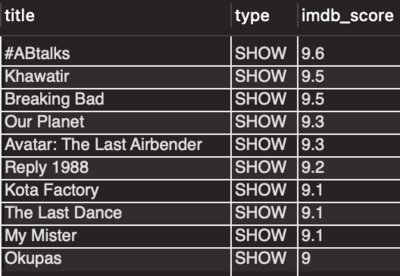 title type imdb_score
#ABtalks SHOW 9.6
Khawatir SHOW 9.5
Breaking Bad SHOW 9.5
Our Planet SHOW 9.3
Avatar: The Last Airbender SHOW 9.3
Reply 1988 SHOW 9.2
Kota Factory SHOW 9.1
The Last Dance SHOW 9.1
My Mister SHOW 9.1
Okupas SHOW 9